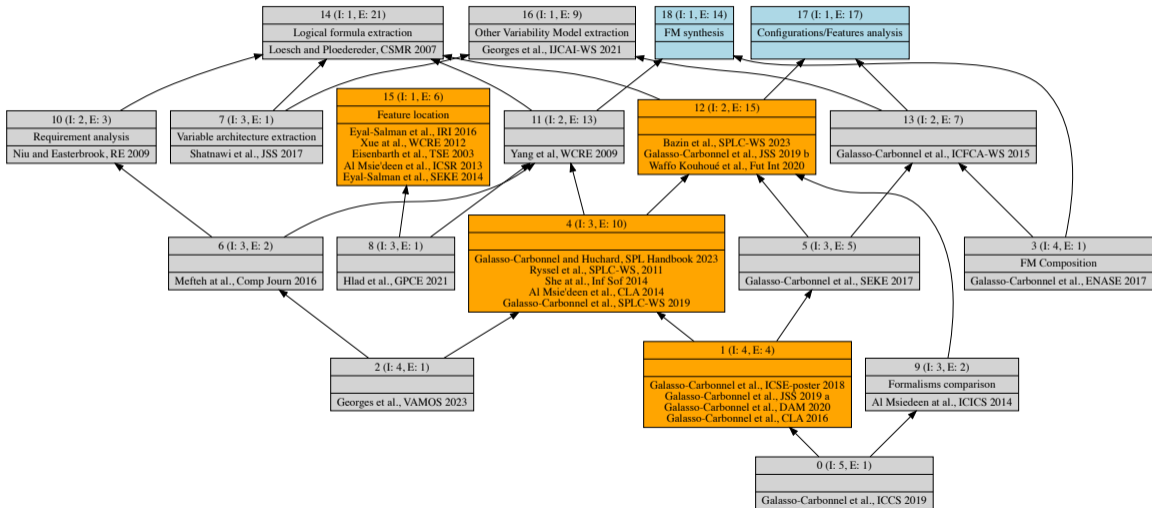 14 (I: 1, E: 21)
Logical formula extraction
Loesch and Ploedereder, CSMR 2007
16 (I: 1, E: 9)
Other Variability Model extraction
Georges et al., IJCAI-WS 2021
18 (I: 1, E: 14)
FM synthesis
17 (I: 1, E: 17)
Configurations/Features analysis
10 (I: 2, E: 3)
Requirement analysis
Niu and Easterbrook, RE 2009
7 (I: 3, E: 1)
Variable architecture extraction
Shatnawi et al., JSS 2017
15 (I: 1, E: 6)
Feature location
Eyal-Salman et al., IRI 2016
Xue at al., WCRE 2012
Eisenbarth et al., TSE 2003
Al Msie'deen et al., ICSR 2013
Eyal-Salman et al., SEKE 2014
11 (I: 2, E: 13)
Yang et al, WCRE 2009
12 (I: 2, E: 15)
Bazin et al., SPLC-WS 2023
Galasso-Carbonnel et al., JSS 2019 b
Waffo Kouhoué et al., Fut Int 2020
13 (I: 2, E: 7)
Galasso-Carbonnel et al., ICFCA-WS 2015
6 (I: 3, E: 2)
Mefteh at al., Comp Journ 2016
8 (I: 3, E: 1)
Hlad et al., GPCE 2021
4 (I: 3, E: 10)
Galasso-Carbonnel and Huchard, SPL Handbook 2023
Ryssel et al., SPLC-WS, 2011
She at al., Inf Sof 2014
Al Msie'deen et al., CLA 2014
Galasso-Carbonnel et al., SPLC-WS 2019
5 (I: 3, E: 5)
Galasso-Carbonnel et al., SEKE 2017
3 (I: 4, E: 1)
FM Composition
Galasso-Carbonnel et al., ENASE 2017
2 (I: 4, E: 1)
Georges et al., VAMOS 2023
1 (I: 4, E: 4)
Galasso-Carbonnel et al., ICSE-poster 2018
Galasso-Carbonnel et al., JSS 2019 a
Galasso-Carbonnel et al., DAM 2020
Galasso-Carbonnel et al., CLA 2016
9 (I: 3, E: 2)
Formalisms comparison
Al Msiedeen at al., ICICS 2014
0 (I: 5, E: 1)
Galasso-Carbonnel et al., ICCS 2019